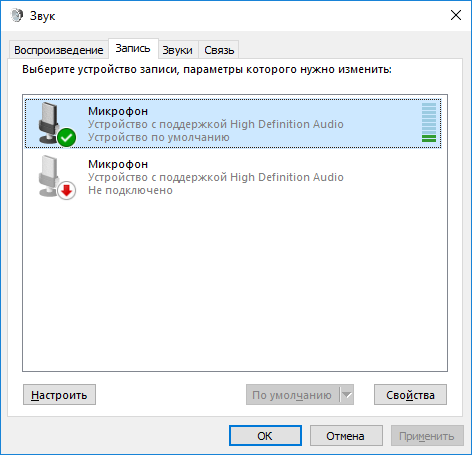 Звук
Воспроизведение Запись Звуки Связь
Выберите устройство записи, параметры которого нужно изменить:
Микрофон
Устройство с поддержкой High Definition Audio
Устройство по умолчанию
Микрофон
Устройство с поддержкой High Definition Audio
Не подключено
Настроить По умолчанию Свойства
ОК Отмена Применить